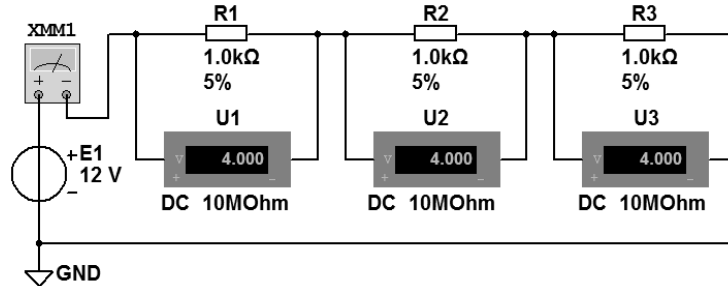 XMM1
R1
R2
R3
1.0kΩ
1.0kΩ
1.0kΩ
5%
5%
5%
+ −
U1
U2
U3
+ E1
12 V
−
V 4.000
V 4.000
V 4.000
+ −
+ −
+ −
DC 10MOhm
DC 10MOhm
DC 10MOhm
GND